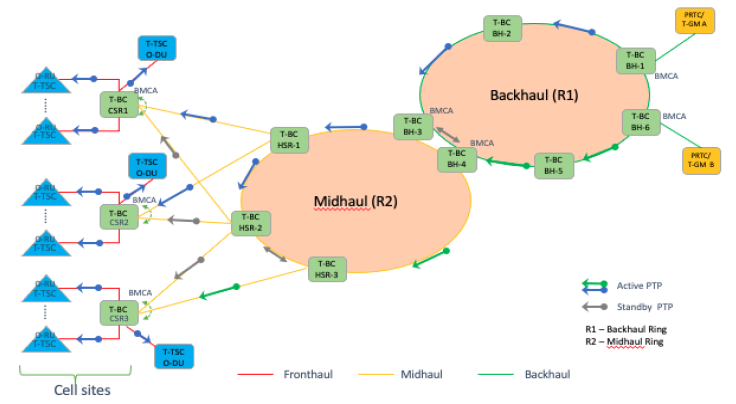 PRTC/
T-GM A
T-BC
BH-2
T-TSC
O-DU
T-BC
BH-1
BMCA
O-RU
T-TSC
BMCA
T-BC
CSR1
Backhaul (R1)
BMCA
T-BC
BH-3
BMCA
T-BC
BH-6
O-RU
T-TSC
T-BC
HSR-1
BMCA
T-BC
BH-4
T-BC
BH-5
PRTC/
T-GM B
T-TSC
O-DU
O-RU
T-TSC
BMCA
T-BC
CSR2
Midhaul (R2)
T-BC
HSR-2
O-RU
T-TSC
T-BC
HSR-3
O-RU
T-TSC
BMCA
T-BC
CSR3
Active PTP
Standby PTP
O-RU
T-TSC
R1 – Backhaul Ring
R2 – Midhaul Ring
T-TSC
O-DU
Fronthaul
Midhaul
Backhaul
Cell sites